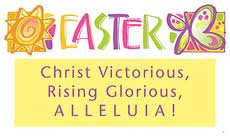 EASTER
Christ Victorious,
Rising Glorious,
ALLELUIA!